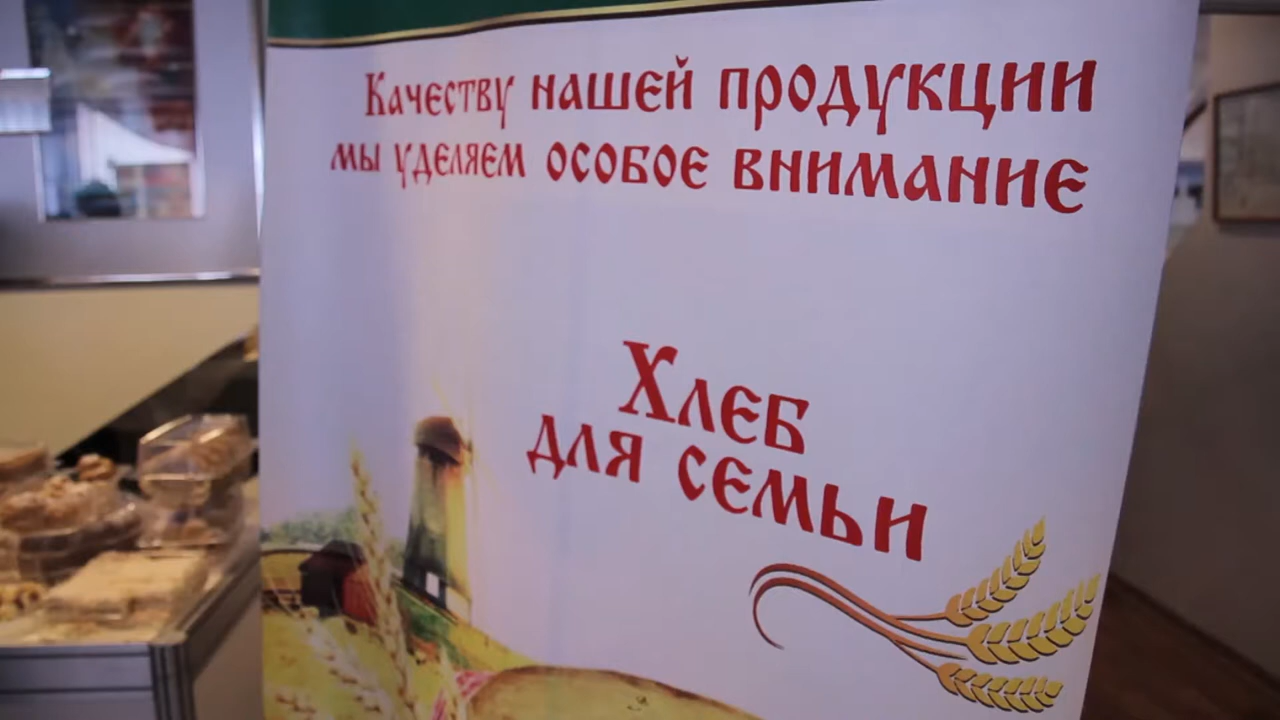 Качеству нашей продукции
мы уделяем особое внимание
Хлеб
для семьи